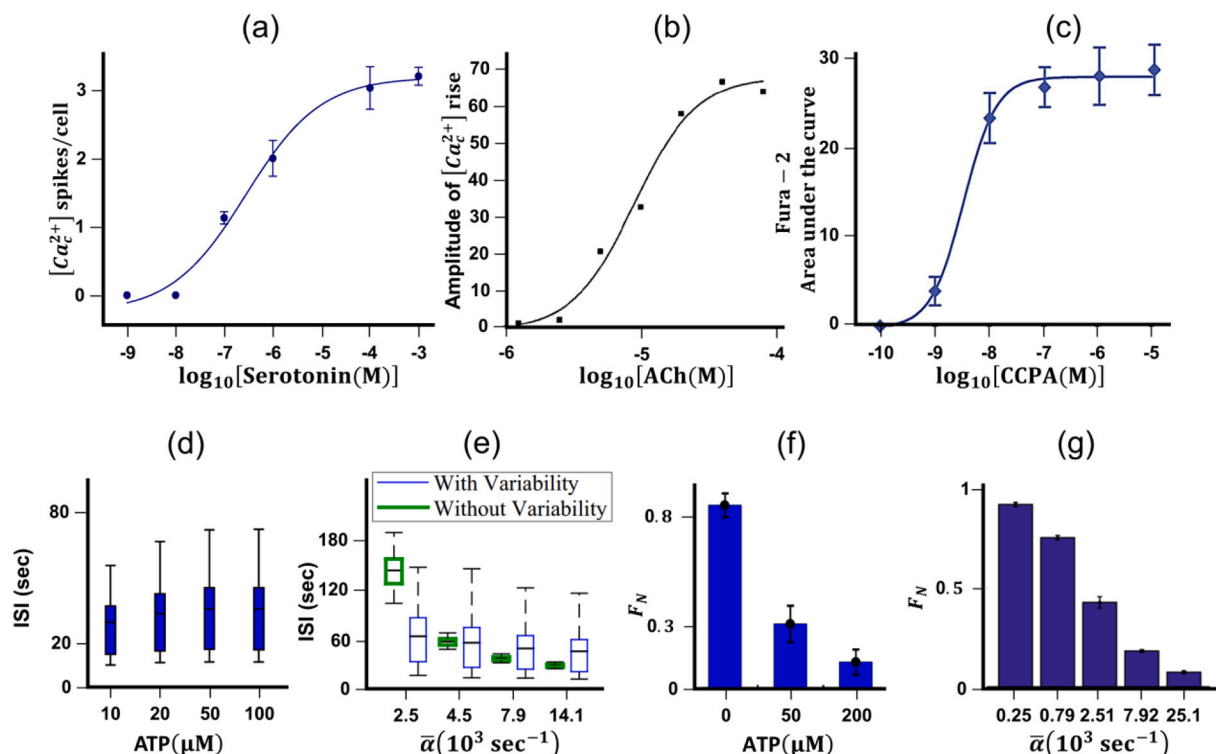 (a)
[Ca_c^{2+}] spikes/cell
3
2
1
0
-9 -8 -7 -6 -5 -4 -3
log₁₀[Serotonin(M)]
(b)
Amplitude of [Ca_c^{2+}] rise
70
60
50
40
30
20
10
0
-6 -5 -4
log₁₀[ACh(M)]
(c)
Fura − 2
Area under the curve
30
20
10
0
-10 -9 -8 -7 -6 -5
log₁₀[CCPA(M)]
(d)
ISI (sec)
80
20
0
10 20 50 100
ATP(μM)
(e)
With Variability
Without Variability
ISI (sec)
180
120
60
0
2.5 4.5 7.9 14.1
α̅(10³ sec⁻¹)
(f)
F_N
0.8
0.3
0
0 50 200
ATP(μM)
(g)
F_N
1
0.5
0
0.25 0.79 2.51 7.92 25.1
α̅(10³ sec⁻¹)